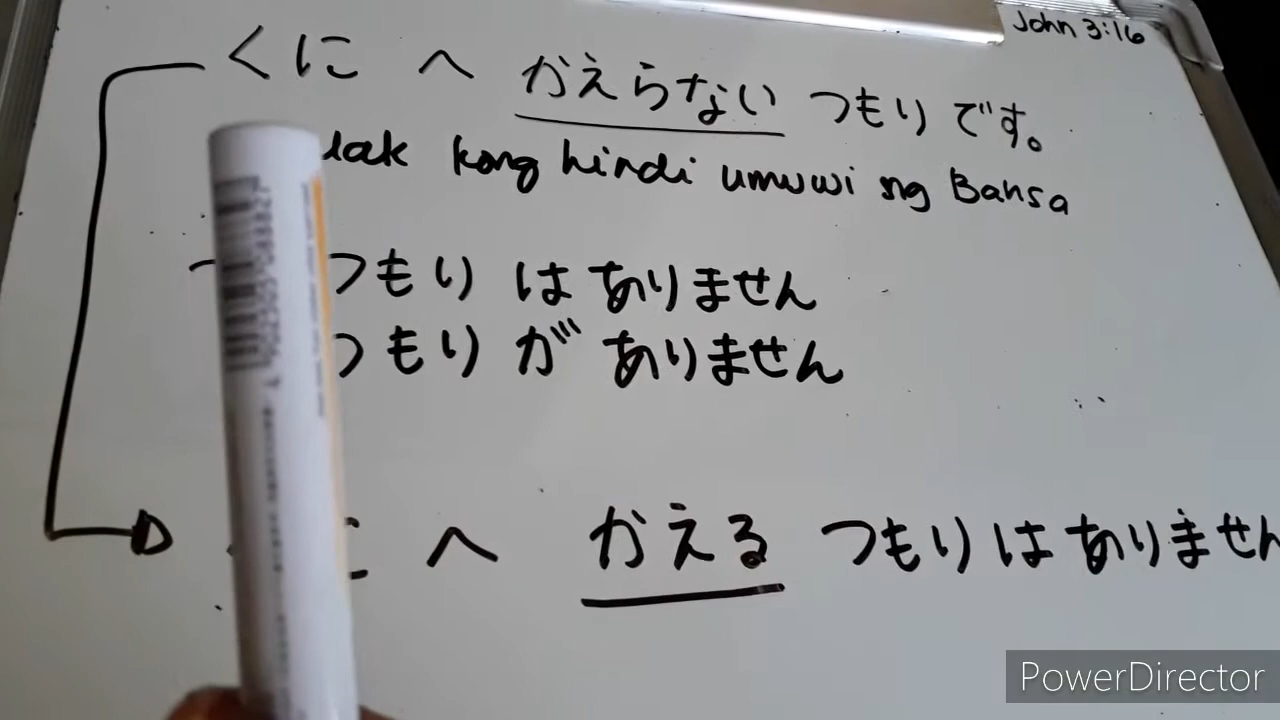 John 3:16
くに へ かえらない つもり です。
lak kong hindi umuwi ng Bansa
つもり は ありません
つもり が ありません
へ かえる つもり は ありません
PowerDirector